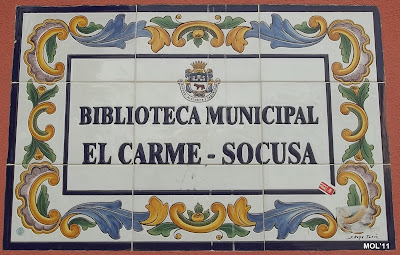 BIBLIOTECA MUNICIPAL
EL CARME - SOCUSA
MOL'11